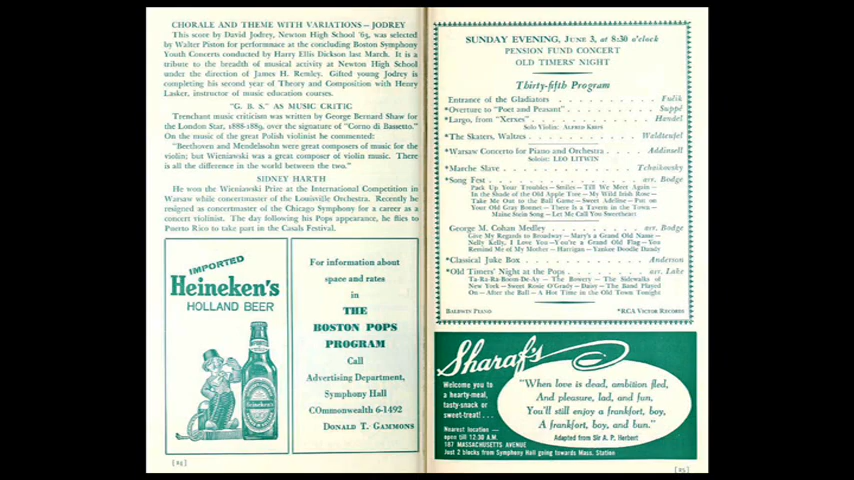 CHORALE AND THEME WITH VARIATIONS — JODREY
This score by David Jodrey, Newton High School '63, was selected
by Walter Piston for performnace at the concluding Boston Symphony
Youth Concerts conducted by Harry Ellis Dickson last March. It is
a tribute to the breadth of musical activity at Newton High School
under the direction of James H. Remley. Gifted young Jodrey is
completing his second year of Theory and Composition with Henry
Lasker, instructor of music education courses.
"G. B. S." AS MUSIC CRITIC
Trenchant music criticism was written by George Bernard Shaw for
the London Star, 1888-1889, over the signature of "Corno di Bassetto."
On the music of the great Polish violinist he commented:
"Beethoven and Mendelssohn were great composers of music for the
violin; but Wieniawski was a great composer of violin music. There
is all the difference in the world between the two."
SIDNEY HARTH
He won the Wieniawski Prize at the International Competition in
Warsaw while concertmaster of the Louisville Orchestra. Recently he
resigned as concertmaster of the Chicago Symphony for a career as
concert violinist. The day following his Pops appearance, he flies to
Puerto Rico to take part in the Casals Festival.
IMPORTED
Heineken's
HOLLAND BEER
Heineken's
For information about
space and rates
in
THE
BOSTON POPS
PROGRAM
Call
Advertising Department,
Symphony Hall
COmmonwealth 6-1492
DONALD T. GAMMONS
SUNDAY EVENING, JUNE 3, at 8:30 o'clock
PENSION FUND CONCERT
OLD TIMERS' NIGHT
Thirty-fifth Program
Entrance of the Gladiators . . . . . . . . . . Fučik
*Overture to "Poet and Peasant" . . . . . . . . . . Suppé
*Largo, from "Xerxes" . . . . . . . . . . Handel
Solo Violin: ALFRED KRIPS
*The Skaters, Waltzes . . . . . . . . . . Waldteufel
*Warsaw Concerto for Piano and Orchestra . . . . . . Addinsell
Soloist: LEO LITWIN
*Marche Slave . . . . . . . . . . Tchaikovsky
*Song Fest . . . . . . . . . . arr. Bodge
Pack Up Your Troubles — Smiles — Till We Meet Again —
In the Shade of the Old Apple Tree — My Wild Irish Rose —
Take Me Out to the Ball Game — Sweet Adeline — Put on
Your Old Gray Bonnet — There Is a Tavern in the Town —
Maine Stein Song — Let Me Call You Sweetheart
George M. Cohan Medley . . . . . . . . . . arr. Bodge
Give My Regards to Broadway — Mary's a Grand Old Name —
Nelly Kelly, I Love You — You're a Grand Old Flag — You
Remind Me of My Mother — Harrigan — Yankee Doodle Dandy
*Classical Juke Box . . . . . . . . . . Anderson
*Old Timers' Night at the Pops . . . . . . . . arr. Lake
Ta-Ra-Ra-Boom-De-Ay — The Bowery — The Sidewalks of
New York — Sweet Rosie O'Grady — Daisy — The Band Played
On — After the Ball — A Hot Time in the Old Town Tonight
BALDWIN PIANO *RCA VICTOR RECORDS
Sharaf's
Welcome you to
a hearty-meal,
tasty-snack or
sweet-treat! . . .
Nearest location —
open till 12:30 A.M.
187 MASSACHUSETTS AVENUE
Just 2 blocks from Symphony Hall going towards Mass. Station
"When love is dead, ambition fled,
And pleasure, lad, and fun,
You'll still enjoy a frankfort, boy,
A frankfort, boy, and bun."
Adapted from Sir A. P. Herbert